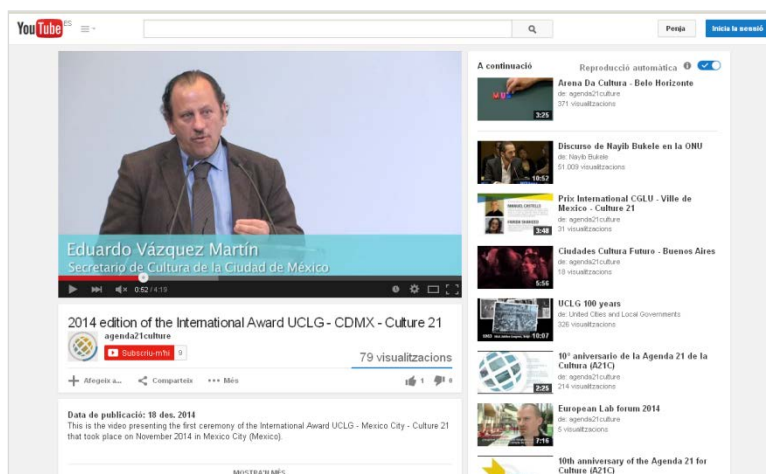 YouTube ES
Penja
Inicia la sessió
Eduardo Vázquez Martín
Secretario de Cultura de la Ciudad de México
0:52 / 4:19
2014 edition of the International Award UCLG - CDMX - Culture 21
agenda21culture
Subscriu-m'hi 9
79 visualitzacions
Afegeix a... Comparteix Més
1 0
Data de publicació: 18 des. 2014
This is the video presenting the first ceremony of the International Award UCLG - Mexico City - Culture 21
that took place on November 2014 in Mexico City (Mexico).
MOSTRA'N MÉS
A continuació
Reproducció automàtica
Arena Da Cultura - Belo Horizonte
de: agenda21culture
371 visualitzacions
3:25
Discurso de Nayib Bukele en la ONU
de: Nayib Bukele
51.009 visualitzacions
10:52
Prix International CGLU - Ville de
Mexico - Culture 21
de: agenda21culture
31 visualitzacions
3:48
Ciudades Cultura Futuro - Buenos Aires
de: agenda21culture
18 visualitzacions
5:56
UCLG 100 years
de: United Cities and Local Governments
326 visualitzacions
10:07
10° aniversario de la Agenda 21 de la
Cultura (A21C)
de: agenda21culture
214 visualitzacions
2:25
European Lab forum 2014
de: agenda21culture
5 visualitzacions
7:16
10th anversary of the Agenda 21 for
Culture (A21C)